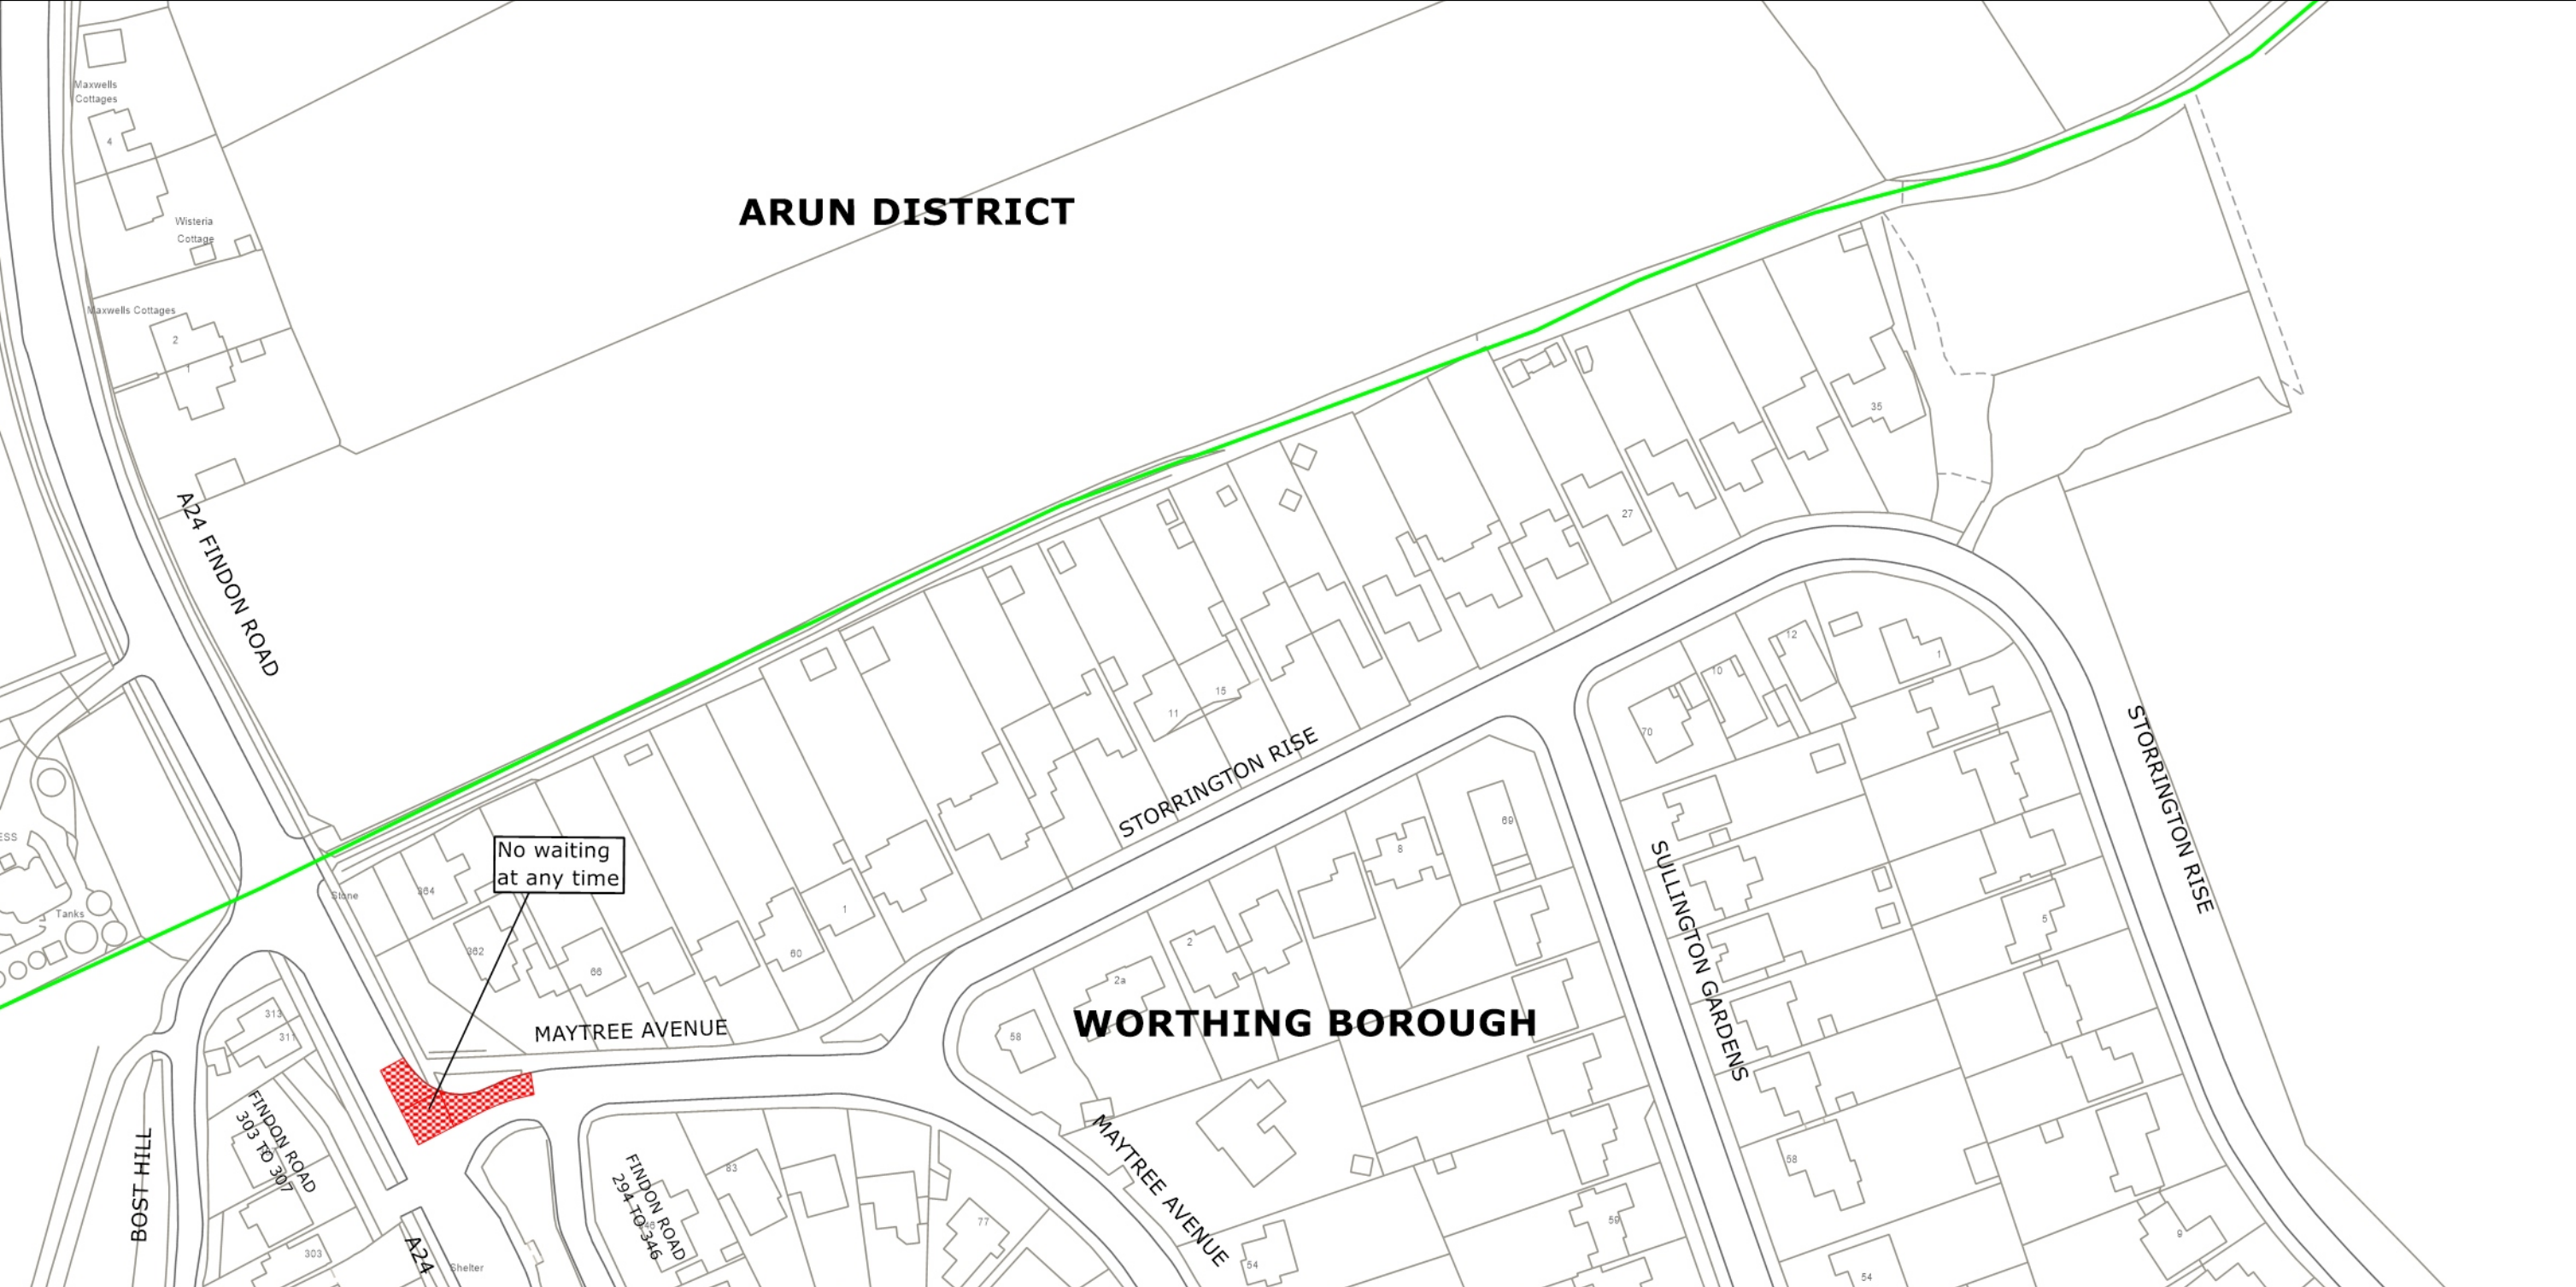 Maxwells
Cottages
4
Wisteria
Cottage
ARUN DISTRICT
Maxwells Cottages
2
1
35
A24 FINDON ROAD
27
12
10
1
15
11
70
STORRINGTON RISE
STORRINGTON RISE
69
ESS
8
No waiting
at any time
364
Stone
SULLINGTON GARDENS
1
Tanks
5
362
60
2
66
2a
313
MAYTREE AVENUE
WORTHING BOROUGH
311
58
FINDON ROAD
303 TO 307
BOST HILL
MAYTREE AVENUE
FINDON ROAD
294 TO 346
83
58
77
59
A24
303
9
Shelter
54
54